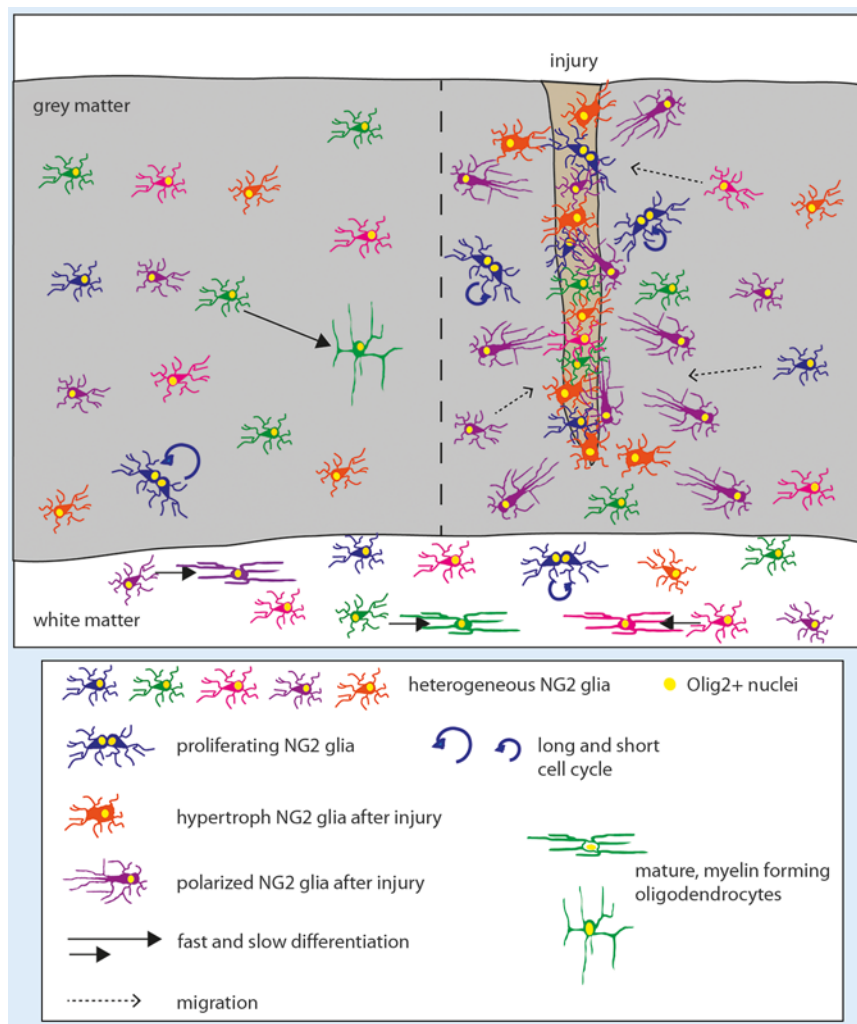 injury
grey matter
white matter
heterogeneous NG2 glia
Olig2+ nuclei
proliferating NG2 glia
long and short
cell cycle
hypertroph NG2 glia after injury
polarized NG2 glia after injury
mature, myelin forming
oligodendrocytes
fast and slow differentiation
migration